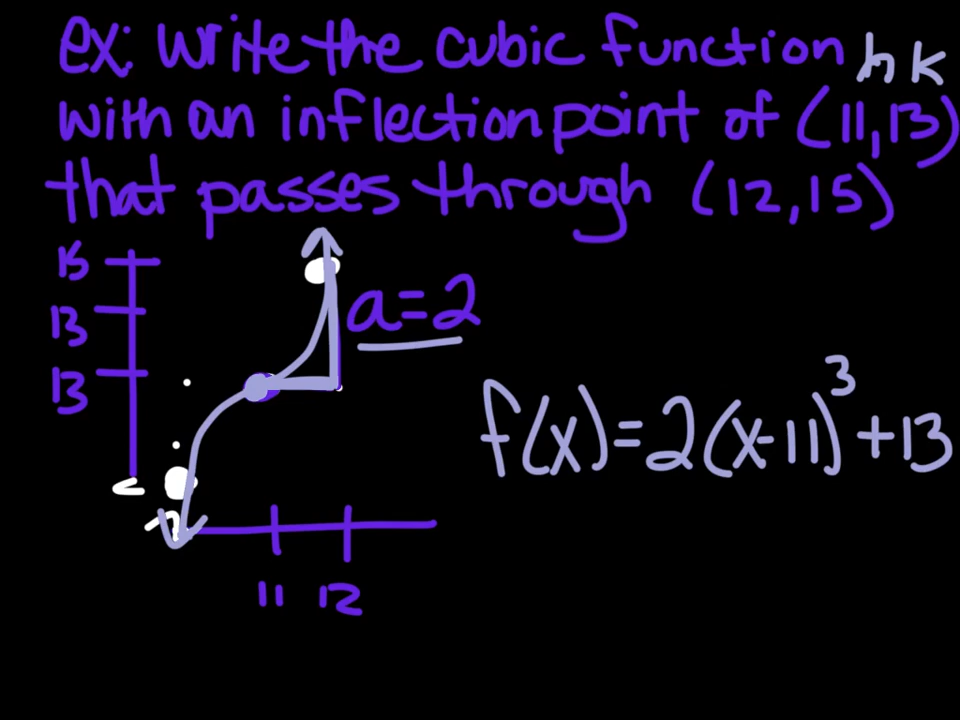 ex: Write the cubic function h k
with an inflection point of (11,13)
that passes through (12,15)
15
13
13
a=2
f(x)=2(x-11)³+13
11 12